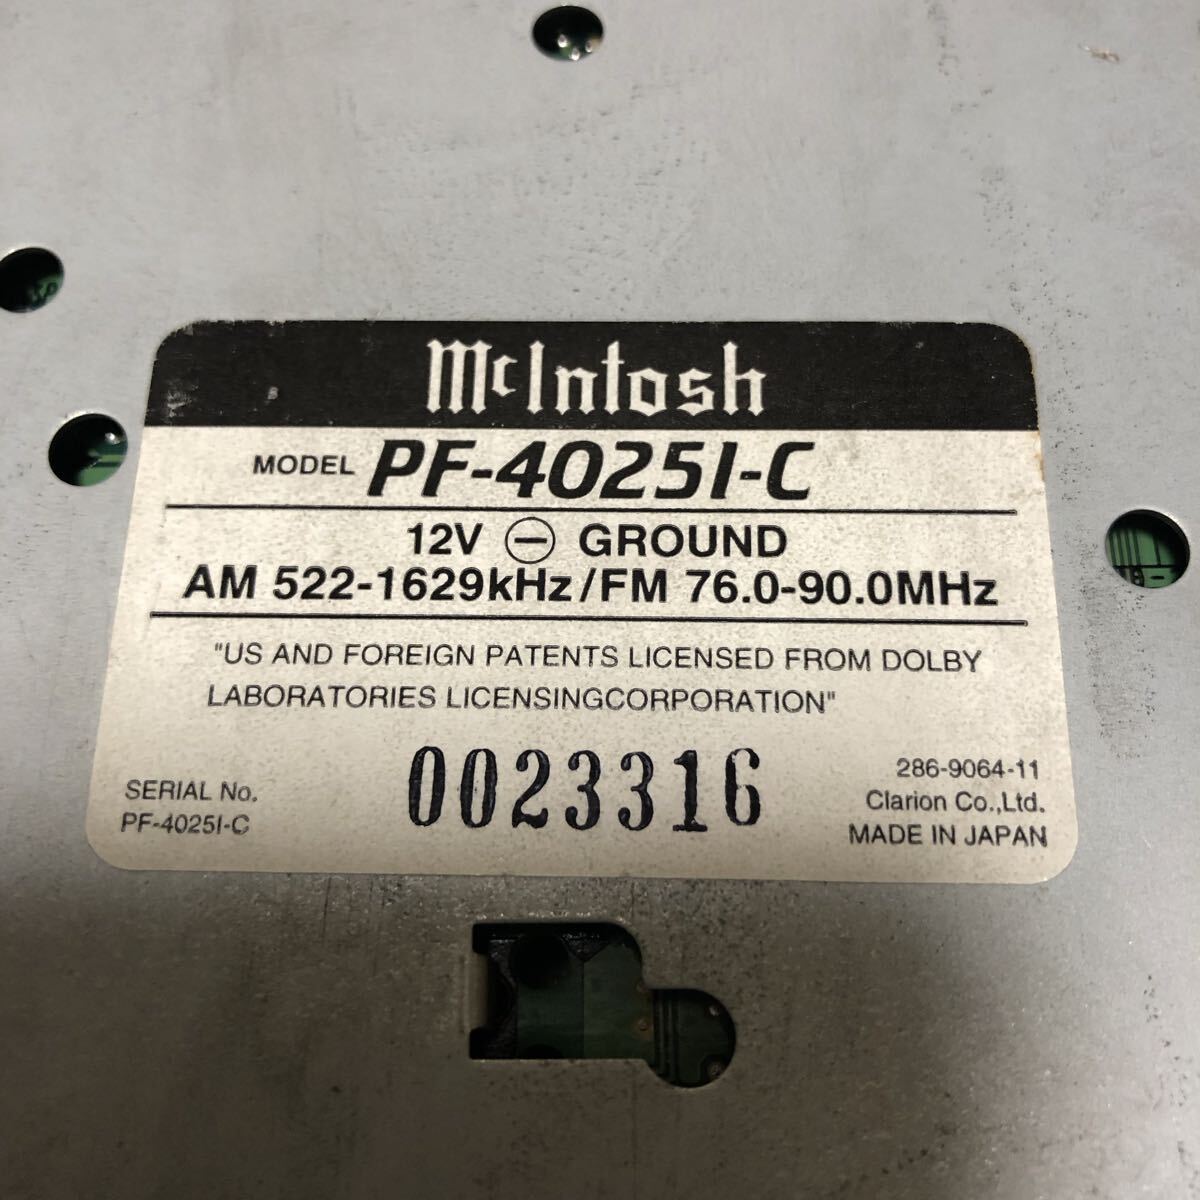 McIntosh
MODEL PF-4025I-C
12V ⊖ GROUND
AM 522-1629kHz/FM 76.0-90.0MHz
"US AND FOREIGN PATENTS LICENSED FROM DOLBY
LABORATORIES LICENSINGCORPORATION"
SERIAL No.
PF-4025I-C
0023316
286-9064-11
Clarion Co.,Ltd.
MADE IN JAPAN